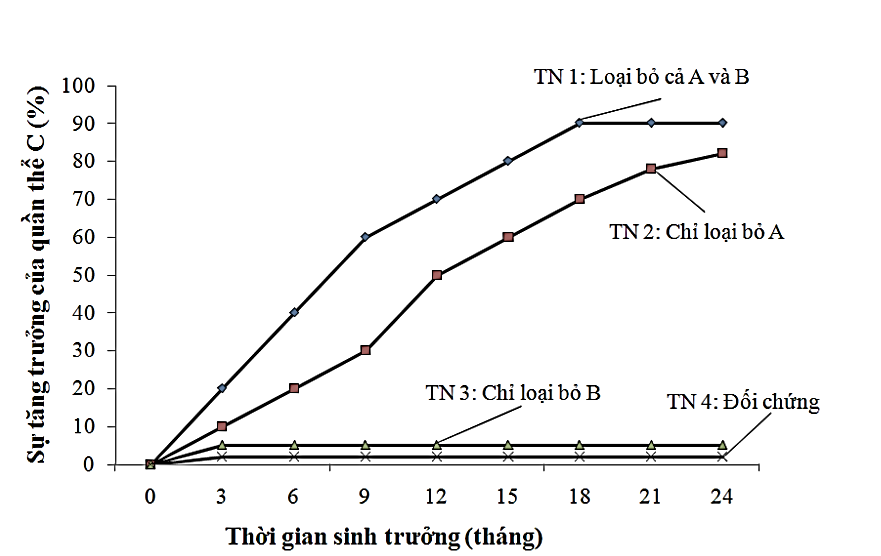 Sự tăng trưởng của quần thể C (%)
100
90
80
70
60
50
40
30
20
10
0
TN 1: Loại bỏ cả A và B
TN 2: Chỉ loại bỏ A
TN 3: Chỉ loại bỏ B
TN 4: Đối chứng
0 3 6 9 12 15 18 21 24
Thời gian sinh trưởng (tháng)